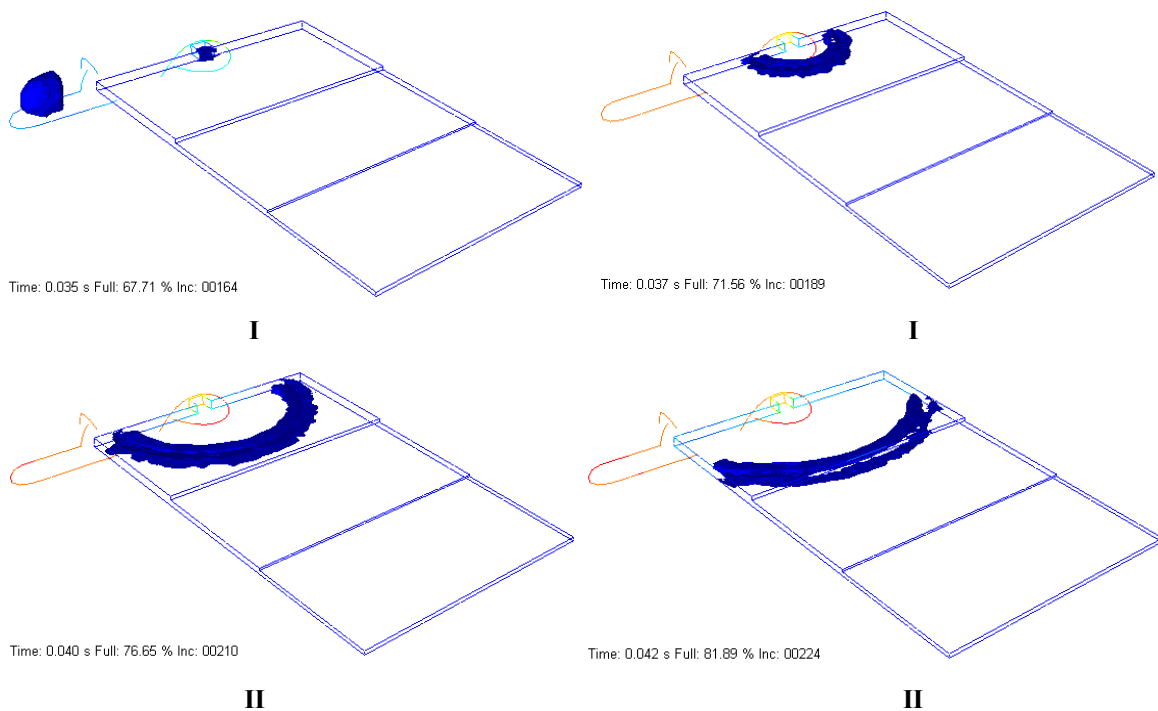 Time: 0.035 s Full: 67.71 % Inc: 00164
Time: 0.037 s Full: 71.56 % Inc: 00189
I
I
Time: 0.040 s Full: 76.65 % Inc: 00210
Time: 0.042 s Full: 81.89 % Inc: 00224
II
II